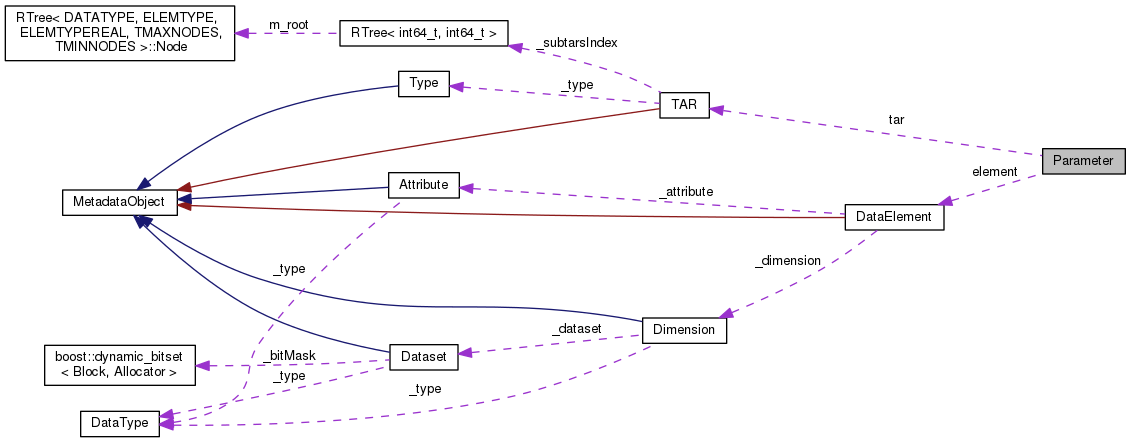 RTree< DATATYPE, ELEMTYPE,
ELEMTYPEREAL, TMAXNODES,
TMINNODES >::Node
m_root
RTree< int64_t, int64_t >
_subtarsIndex
Type
_type
TAR
tar
Parameter
element
Attribute
_attribute
MetadataObject
DataElement
_dimension
_type
Dimension
_dataset
boost::dynamic_bitset
< Block, Allocator >
_bitMask
Dataset
_type
_type
DataType